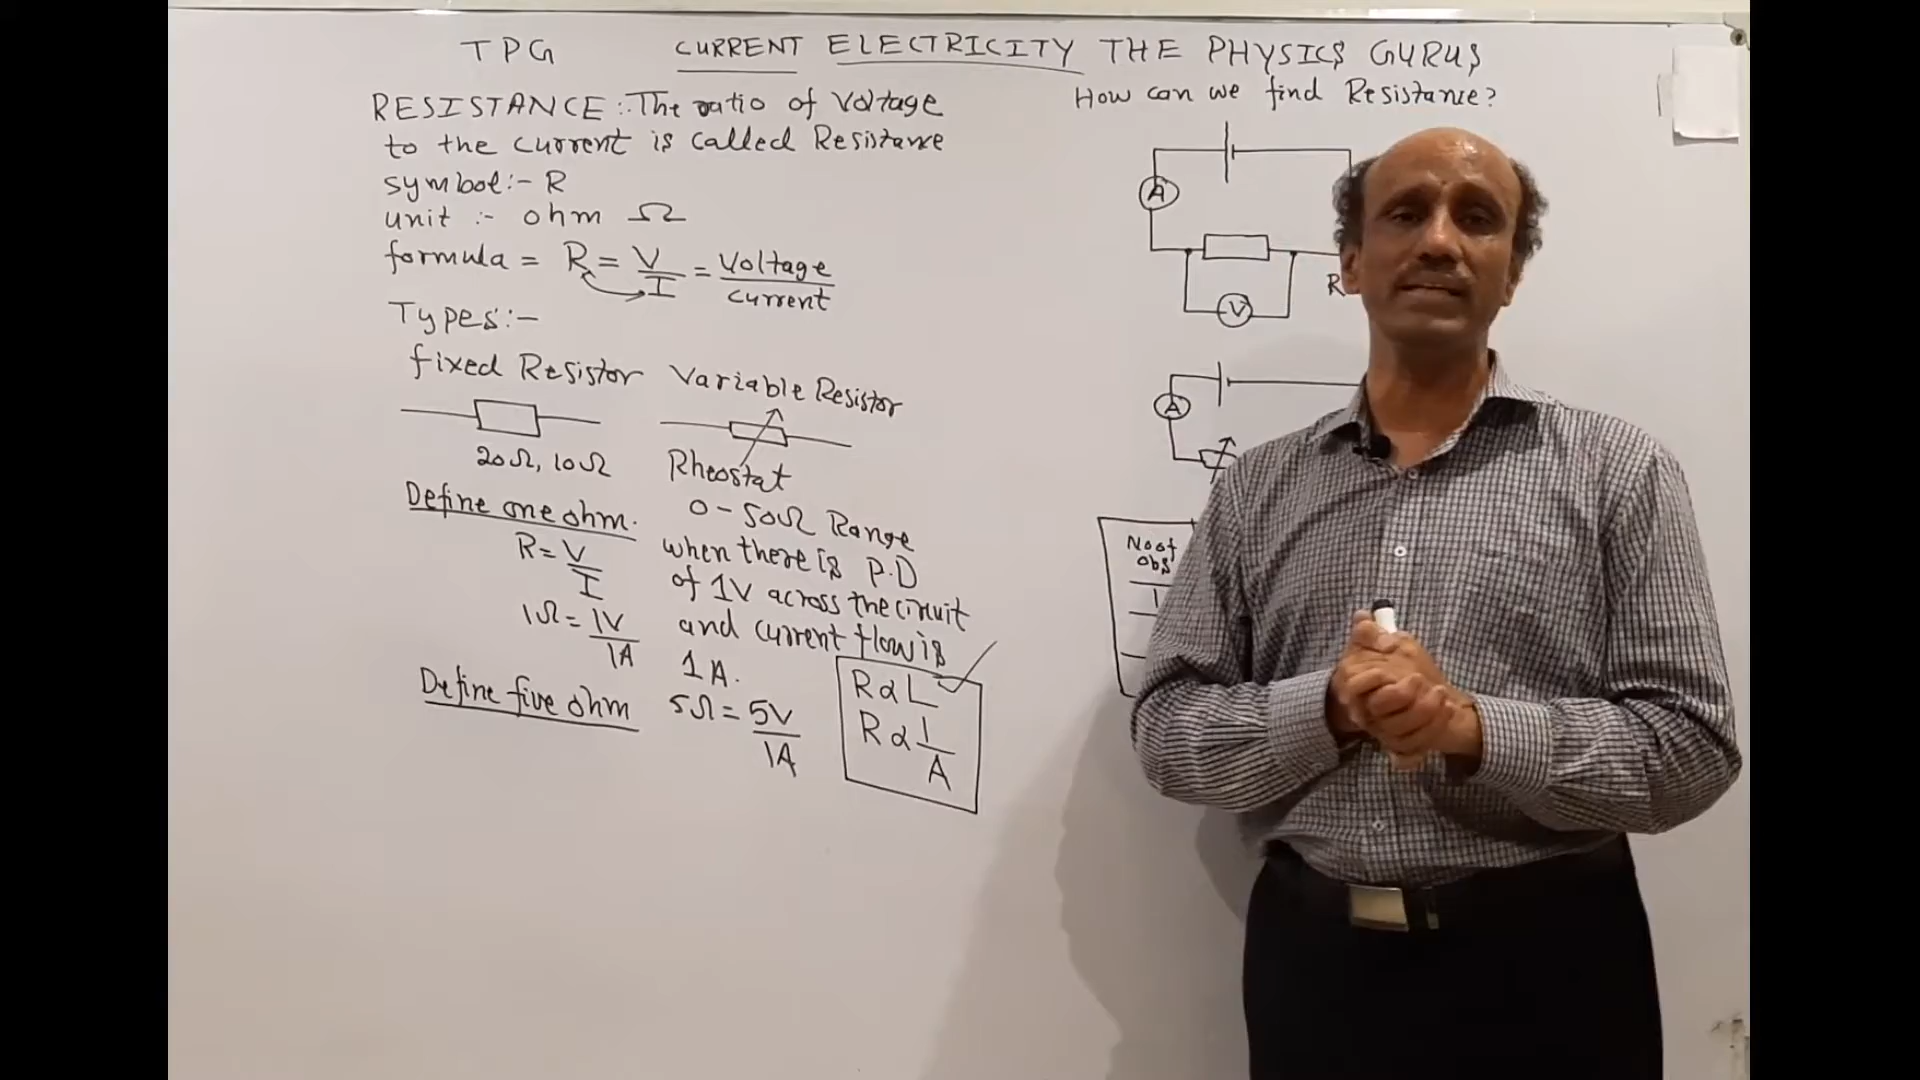 TPG CURRENT ELECTRICITY THE PHYSICS GURUS
RESISTANCE:. The ratio of Voltage
to the current is called Resistance
symbol:- R
unit :- ohm Ω
formula = R = V/I = Voltage/current
Types:-
fixed Resistor Variable Resistor
20Ω, 10Ω Rheostat
0 - 50Ω Range
Define one ohm.
R = V/I
1Ω = 1V/1A
when there is P.D
of 1V across the circuit
and current flow is
1 A.
Define five ohm 5Ω = 5V/1A
R α L
R α 1/A
How can we find Resistance?
A
V
R
A
No of
obs
1